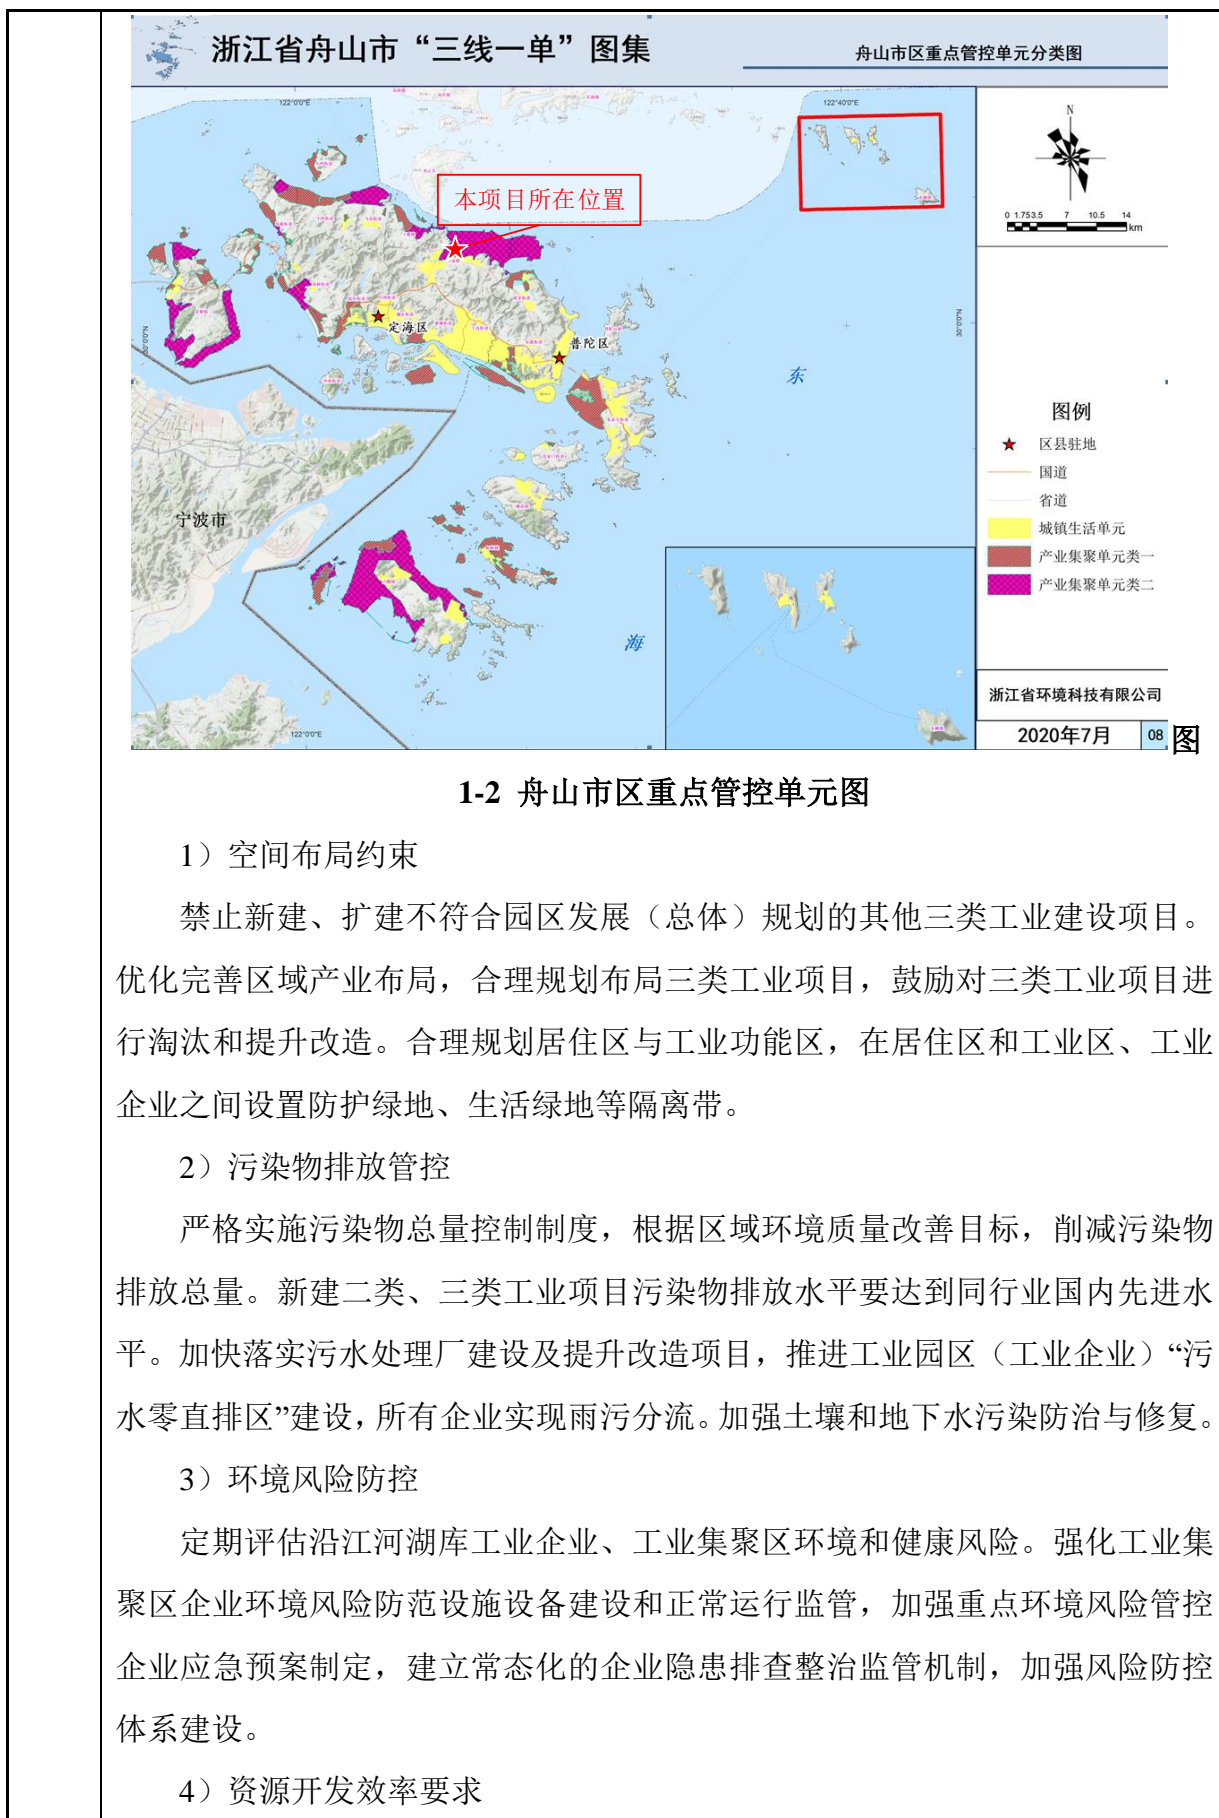 浙江省舟山市“三线一单”图集
舟山市区重点管控单元分类图
122°0'0"E
122°40'0"E
N
本项目所在位置
0 1.753.5 7 10.5 14
km
定海区
普陀区
东
海
宁波市
图例
区县驻地
国道
省道
城镇生活单元
产业集聚单元类一
产业集聚单元类二
122°0'0"E
浙江省环境科技有限公司
2020年7月
08
图
1-2 舟山市区重点管控单元图
1）空间布局约束
禁止新建、扩建不符合园区发展（总体）规划的其他三类工业建设项目。
优化完善区域产业布局，合理规划布局三类工业项目，鼓励对三类工业项目进
行淘汰和提升改造。合理规划居住区与工业功能区，在居住区和工业区、工业
企业之间设置防护绿地、生活绿地等隔离带。
2）污染物排放管控
严格实施污染物总量控制制度，根据区域环境质量改善目标，削减污染物
排放总量。新建二类、三类工业项目污染物排放水平要达到同行业国内先进水
平。加快落实污水处理厂建设及提升改造项目，推进工业园区（工业企业）“污
水零直排区”建设，所有企业实现雨污分流。加强土壤和地下水污染防治与修复。
3）环境风险防控
定期评估沿江河湖库工业企业、工业集聚区环境和健康风险。强化工业集
聚区企业环境风险防范设施设备建设和正常运行监管，加强重点环境风险管控
企业应急预案制定，建立常态化的企业隐患排查整治监管机制，加强风险防控
体系建设。
4）资源开发效率要求